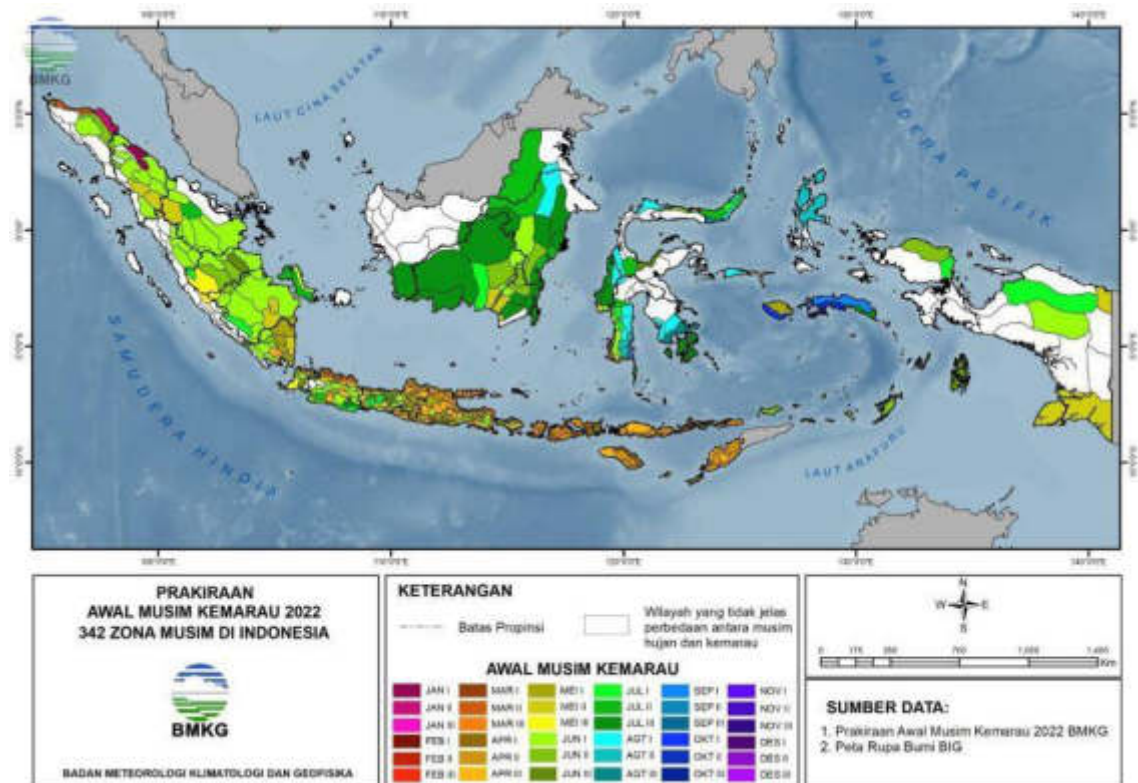 BMKG
LAUT CINA SELATAN
SAMUDERA PASIFIK
SAMUDERA HINDIA
LAUT ARAFURU
PRAKIRAAN
AWAL MUSIM KEMARAU 2022
342 ZONA MUSIM DI INDONESIA
BMKG
BADAN METEOROLOGI KLIMATOLOGI DAN GEOFISIKA
KETERANGAN
Batas Propinsi
Wilayah yang tidak jelas
perbedaan antara musim
hujan dan kemarau
AWAL MUSIM KEMARAU
JAN I MAR I MEI I JUL I SEP I NOV I
JAN II MAR II MEI II JUL II SEP II NOV II
JAN III MAR III MEI III JUL III SEP III NOV III
FEB I APR I JUN I AGT I OKT I DES I
FEB II APR II JUN II AGT II OKT II DES II
FEB III APR III JUN III AGT III OKT III DES III
N
W E
S
Km
SUMBER DATA:
1. Prakiraan Awal Musim Kemarau 2022 BMKG
2. Peta Rupa Bumi BIG